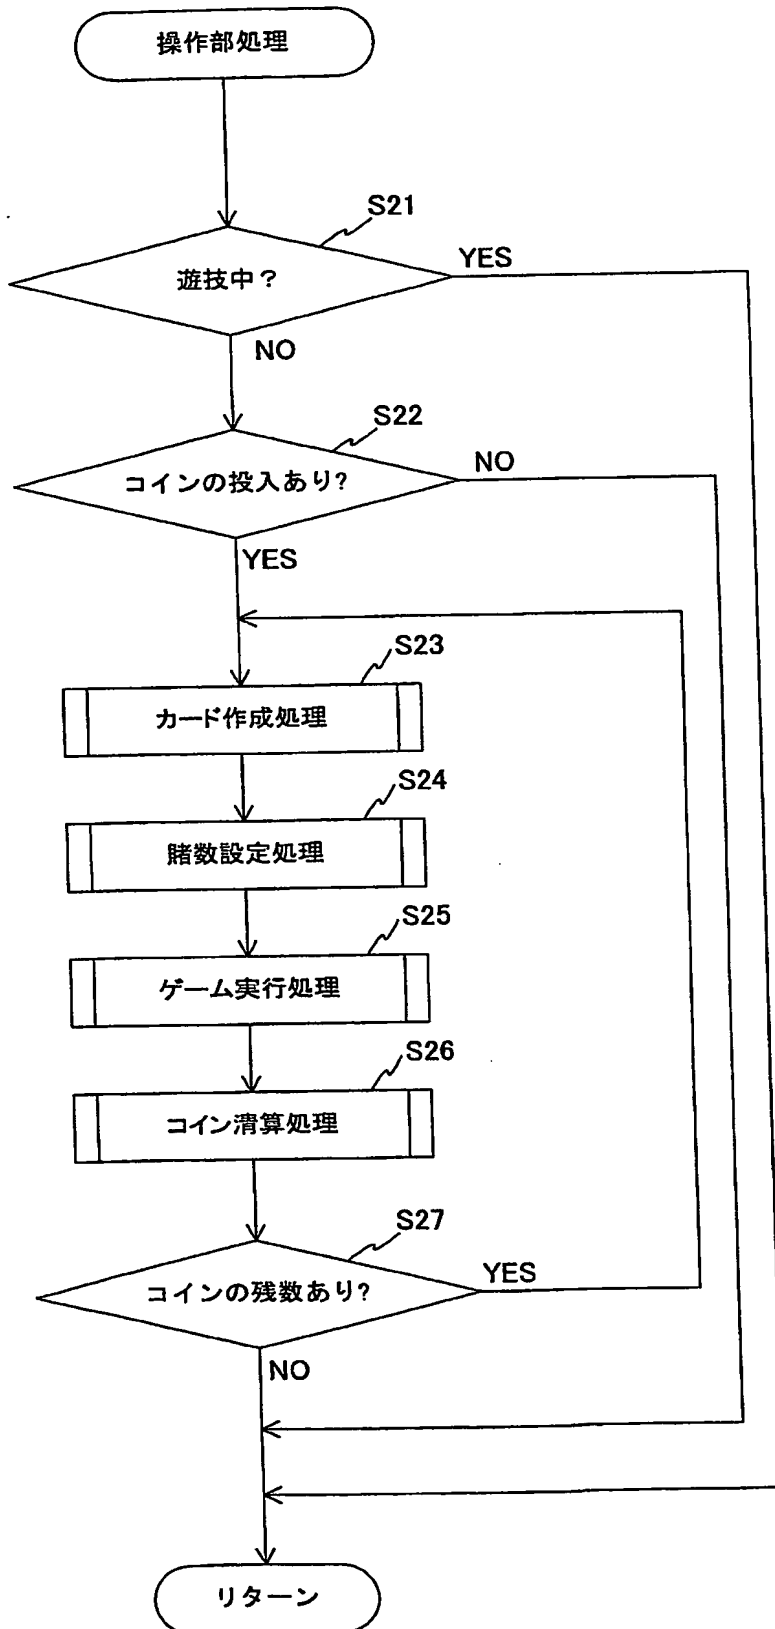 操作部処理
S21
遊技中？
YES
NO
S22
コインの投入あり?
NO
YES
S23
カード作成処理
S24
賭数設定処理
S25
ゲーム実行処理
S26
コイン清算処理
S27
コインの残数あり?
YES
NO
リターン